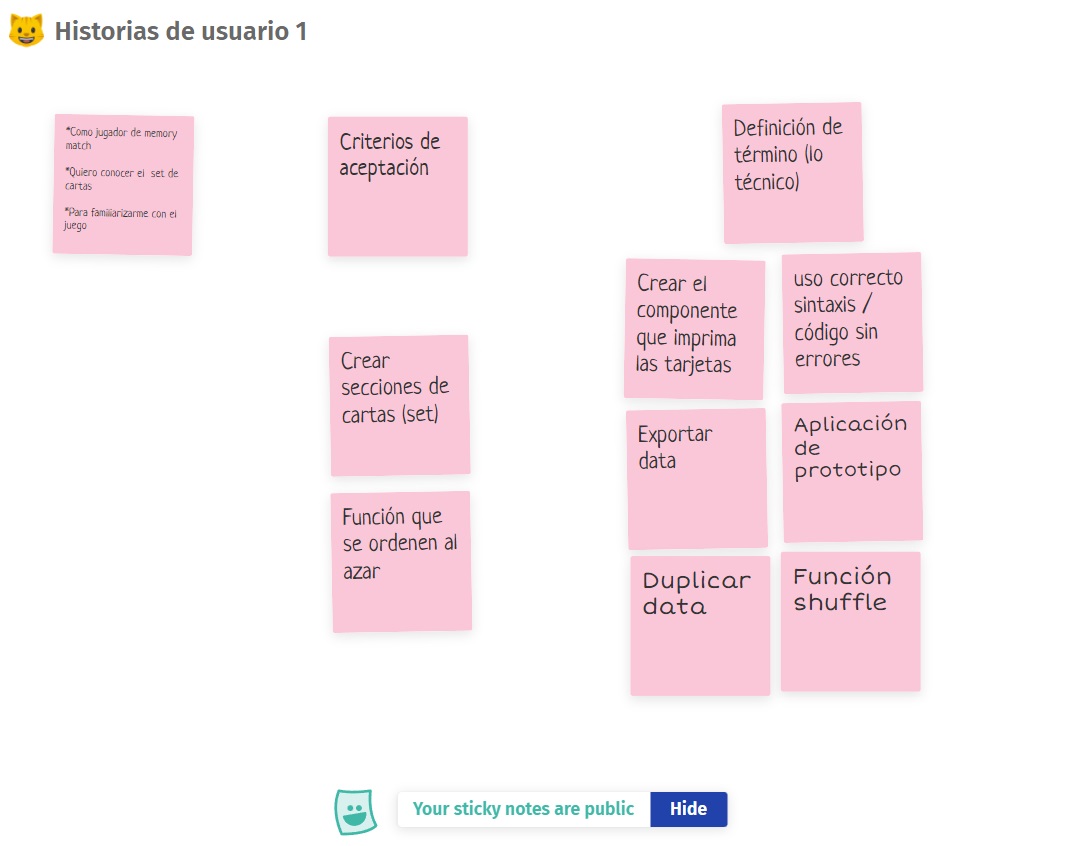 Historias de usuario 1
*Como jugador de memory
match
*Quiero conocer el set de
cartas
*Para familiarizarme con el
juego
Criterios de
aceptación
Crear
secciones de
cartas (set)
Función que
se ordenen al
azar
Definición de
término (lo
técnico)
Crear el
componente
que imprima
las tarjetas
uso correcto
sintaxis /
código sin
errores
Exportar
data
Aplicación
de
prototipo
Duplicar
data
Función
shuffle
Your sticky notes are public
Hide